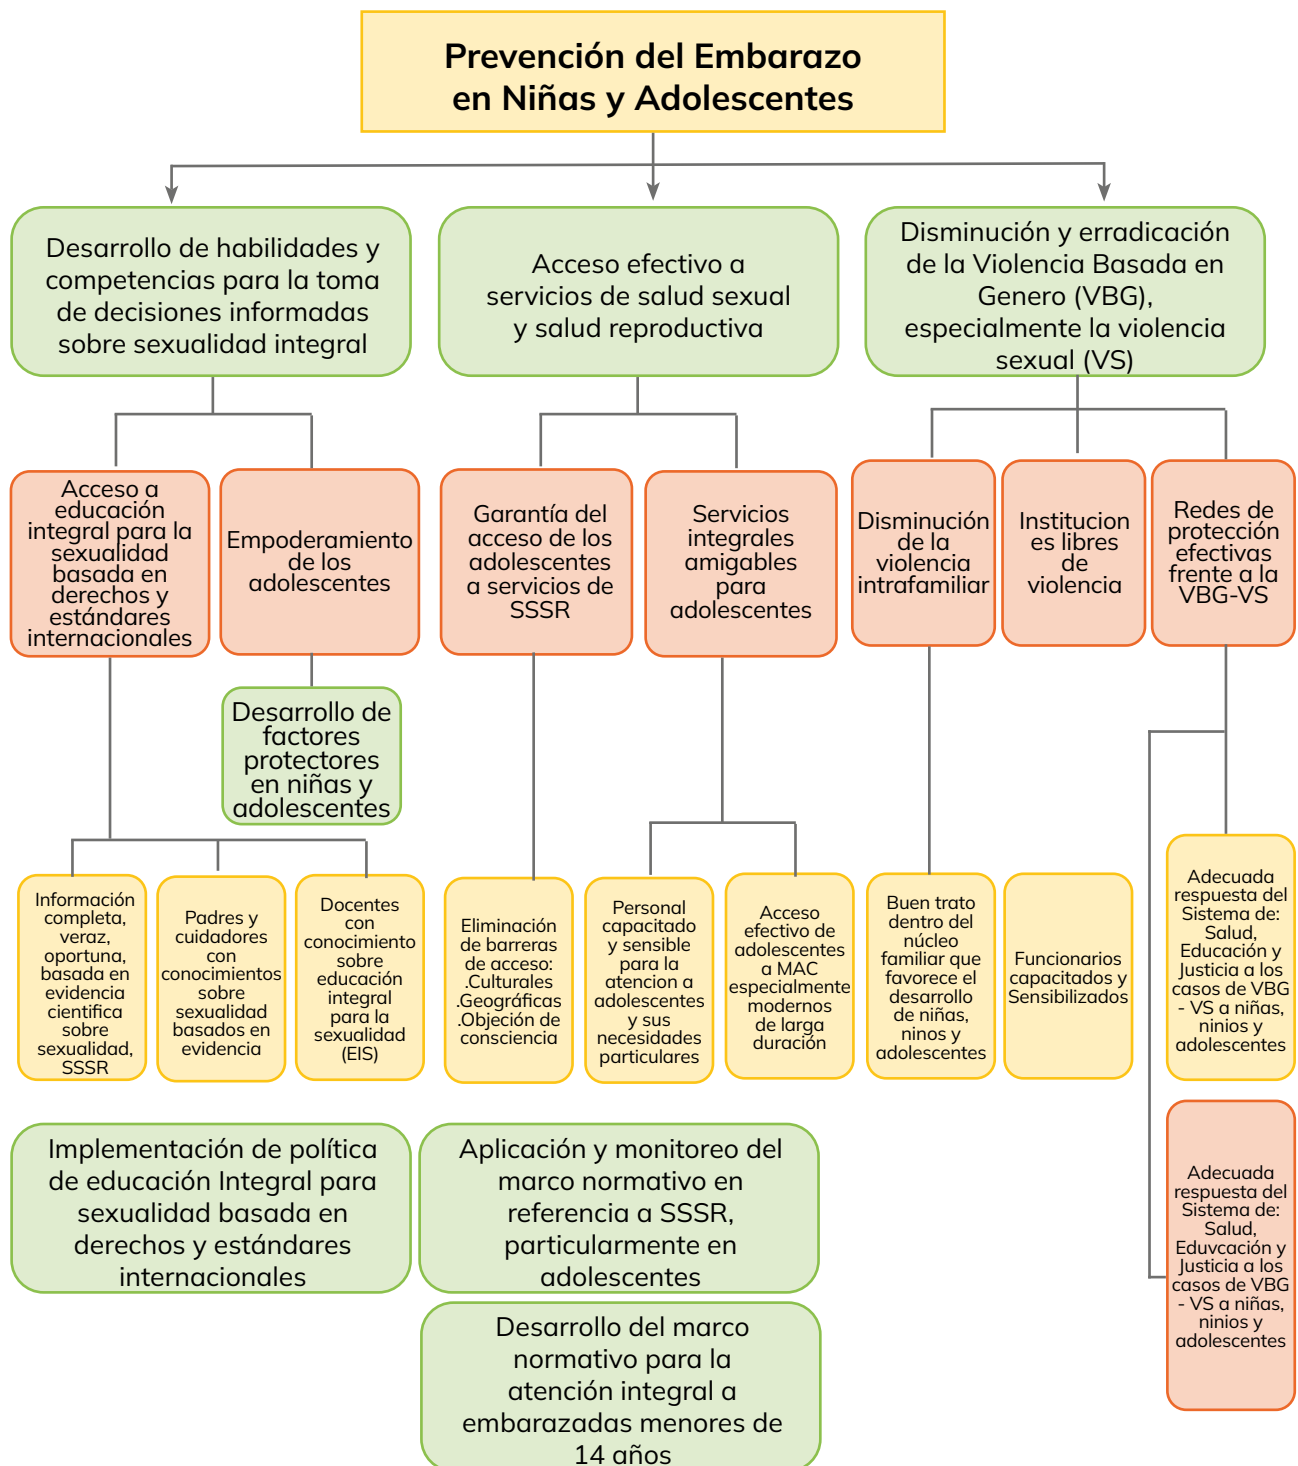 Prevención del Embarazo
en Niñas y Adolescentes
Desarrollo de habilidades y
competencias para la toma
de decisiones informadas
sobre sexualidad integral
Acceso efectivo a
servicios de salud sexual
y salud reproductiva
Disminución y erradicación
de la Violencia Basada en
Genero (VBG),
especialmente la violencia
sexual (VS)
Acceso a
educación
integral para la
sexualidad
basada en
derechos y
estándares
internacionales
Empoderamiento
de los
adolescentes
Garantía del
acceso de los
adolescentes
a servicios de
SSSR
Servicios
integrales
amigables
para
adolescentes
Disminución
de la
violencia
intrafamiliar
Institucion
es libres
de
violencia
Redes de
protección
efectivas
frente a la
VBG-VS
Desarrollo de
factores
protectores
en niñas y
adolescentes
Información
completa,
veraz,
oportuna,
basada en
evidencia
cientifica
sobre
sexualidad,
SSSR
Padres y
cuidadores
con
conocimientos
sobre
sexualidad
basados en
evidencia
Docentes
con
conocimiento
sobre
educación
integral
para la
sexualidad
(EIS)
Eliminación
de barreras
de acceso:
.Culturales
.Geográficas
.Objeción de
consciencia
Personal
capacitado
y sensible
para la
atencion a
adolescentes
y sus
necesidades
particulares
Acceso
efectivo de
adolescentes
a MAC
especialmente
modernos
de larga
duración
Buen trato
dentro del
núcleo
familiar que
favorece el
desarrollo
de niñas,
ninos y
adolescentes
Funcionarios
capacitados y
Sensibilizados
Adecuada
respuesta del
Sistema de:
Salud,
Educación y
Justicia a los
casos de VBG
- VS a niñas,
ninios y
adolescentes
Implementación de política
de educación Integral para
sexualidad basada en
derechos y estándares
internacionales
Aplicación y monitoreo del
marco normativo en
referencia a SSSR,
particularmente en
adolescentes
Adecuada
respuesta del
Sistema de:
Salud,
Eduvcación y
Justicia a los
casos de VBG
- VS a niñas,
ninios y
adolescentes
Desarrollo del marco
normativo para la
atención integral a
embarazadas menores de
14 años